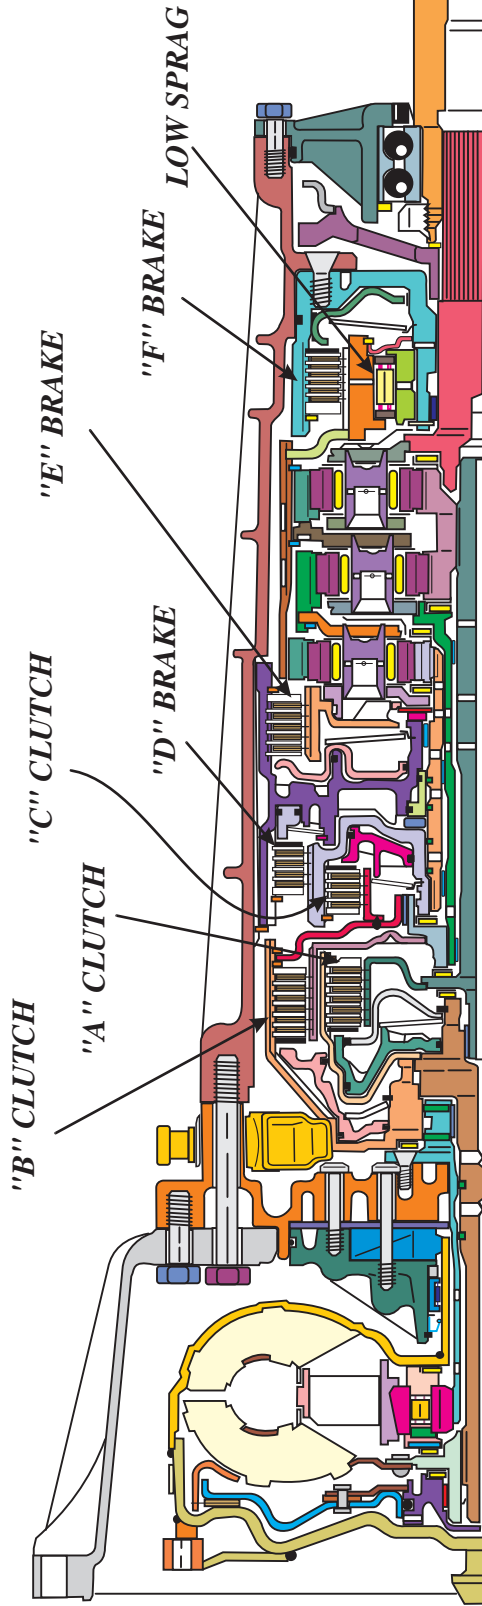 "B" CLUTCH
"A" CLUTCH
"C" CLUTCH
"D" BRAKE
"E" BRAKE
"F" BRAKE
LOW SPRAG